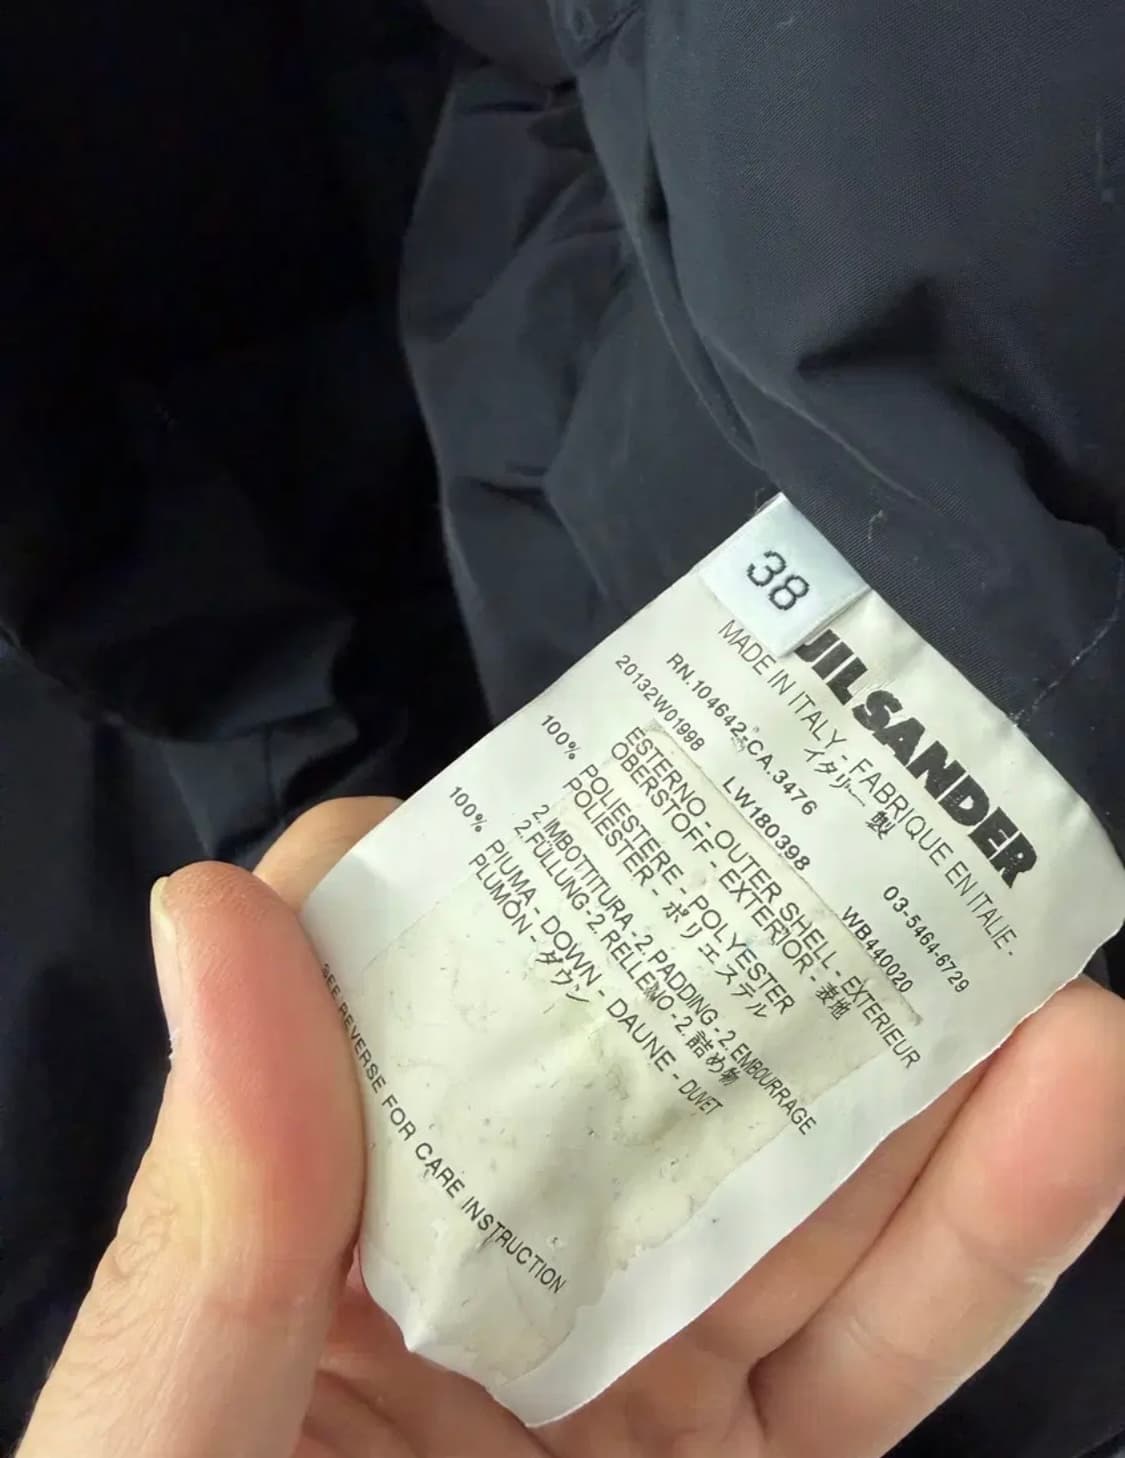 38
JIL SANDER
MADE IN ITALY - FABRIQUE EN ITALIE -
イタリー製
RN.104642-CA.3476 03-5464-6729
20132W01998 LW180398 WB440020
ESTERNO - OUTER SHELL - EXTERIEUR
OBERSTOFF - EXTERIOR - 表地
100% POLIESTERE - POLYESTER
POLIESTER - ポリエステル
2. IMBOTTITURA - 2. PADDING - 2. EMBOURRAGE
2.FÜLLUNG-2.RELLENO-2.詰め物
100% PIUMA - DOWN - DAUNE - DUVET
PLUMÓN - ダウン
SEE REVERSE FOR CARE INSTRUCTION